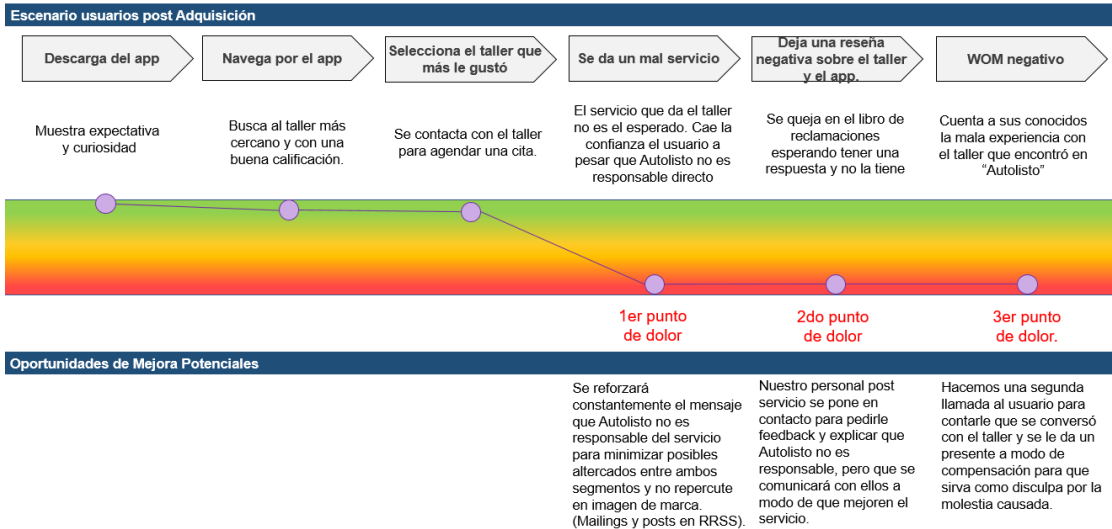 Escenario usuarios post Adquisición
Descarga del app
Navega por el app
Selecciona el taller que
más le gustó
Se da un mal servicio
Deja una reseña
negativa sobre el taller
y el app.
WOM negativo
Muestra expectativa
y curiosidad
Busca al taller más
cercano y con una
buena calificación.
Se contacta con el taller
para agendar una cita.
El servicio que da el taller
no es el esperado. Cae la
confianza el usuario a
pesar que Autolisto no es
responsable directo
Se queja en el libro de
reclamaciones
esperando tener una
respuesta y no la tiene
Cuenta a sus conocidos
la mala experiencia con
el taller que encontró en
“Autolisto”
1er punto
de dolor
2do punto
de dolor
3er punto
de dolor.
Oportunidades de Mejora Potenciales
Se reforzará
constantemente el mensaje
que Autolisto no es
responsable del servicio
para minimizar posibles
altercados entre ambos
segmentos y no repercute
en imagen de marca.
(Mailings y posts en RRSS).
Nuestro personal post
servicio se pone en
contacto para pedirle
feedback y explicar que
Autolisto no es
responsable, pero que se
comunicará con ellos a
modo de que mejoren el
servicio.
Hacemos una segunda
llamada al usuario para
contarle que se conversó
con el taller y se le da un
presente a modo de
compensación para que
sirva como disculpa por la
molestia causada.